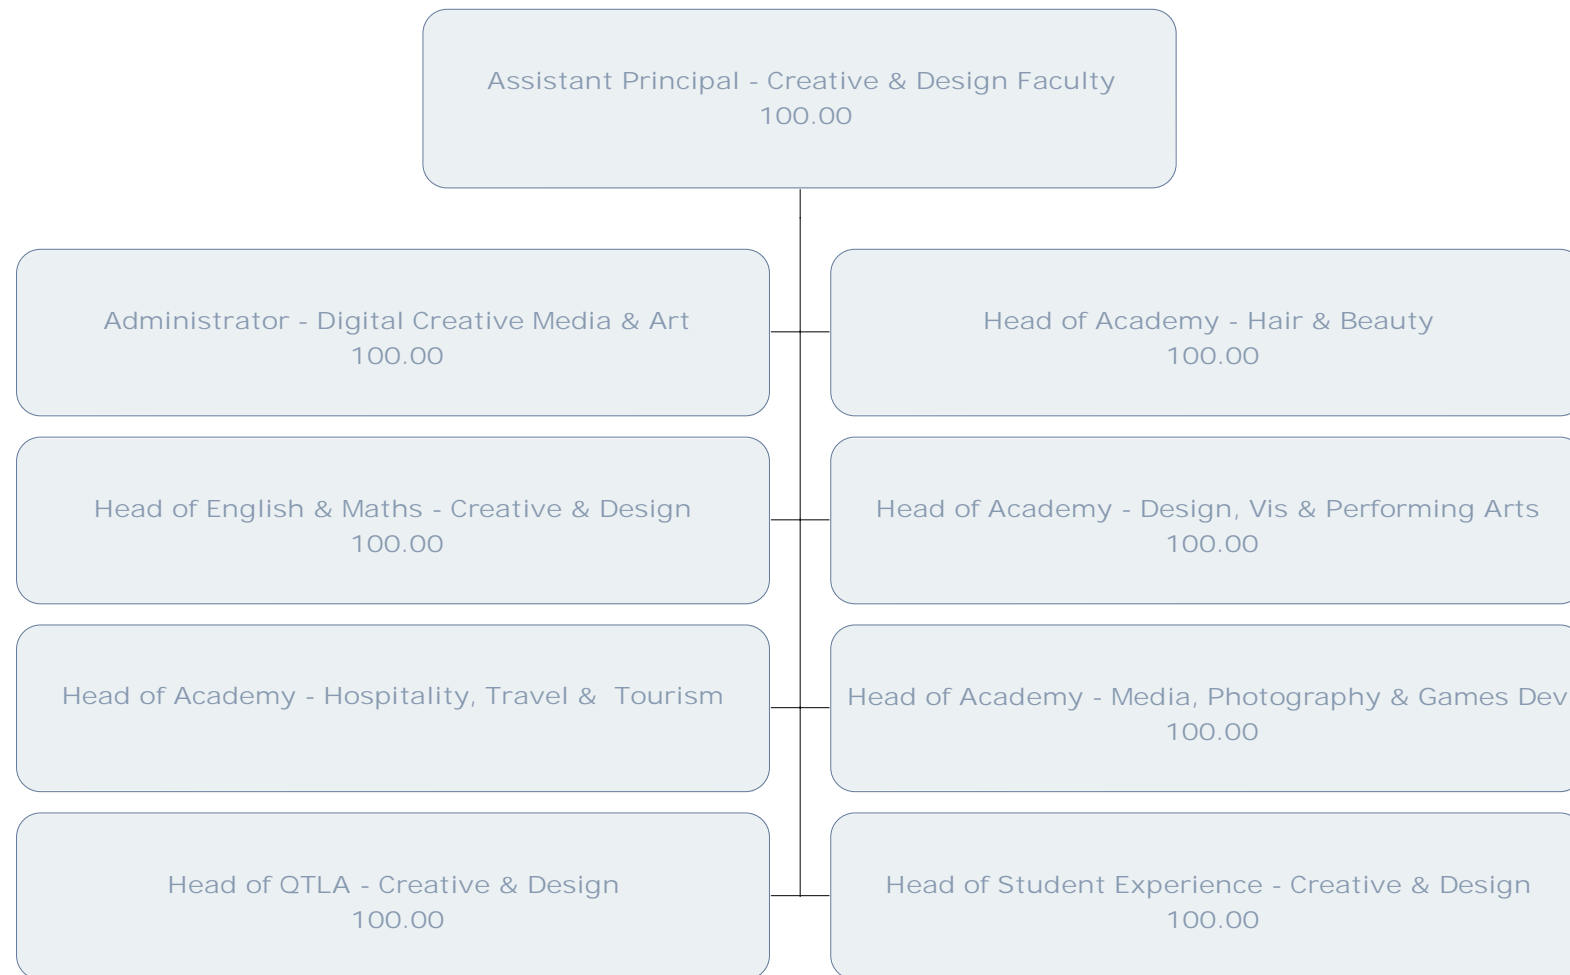 Assistant Principal - Creative & Design Faculty
100.00
Administrator - Digital Creative Media & Art
100.00
Head of Academy - Hair & Beauty
100.00
Head of English & Maths - Creative & Design
100.00
Head of Academy - Design, Vis & Performing Arts
100.00
Head of Academy - Hospitality, Travel &  Tourism
Head of Academy - Media, Photography & Games Dev
100.00
Head of QTLA - Creative & Design
100.00
Head of Student Experience - Creative & Design
100.00